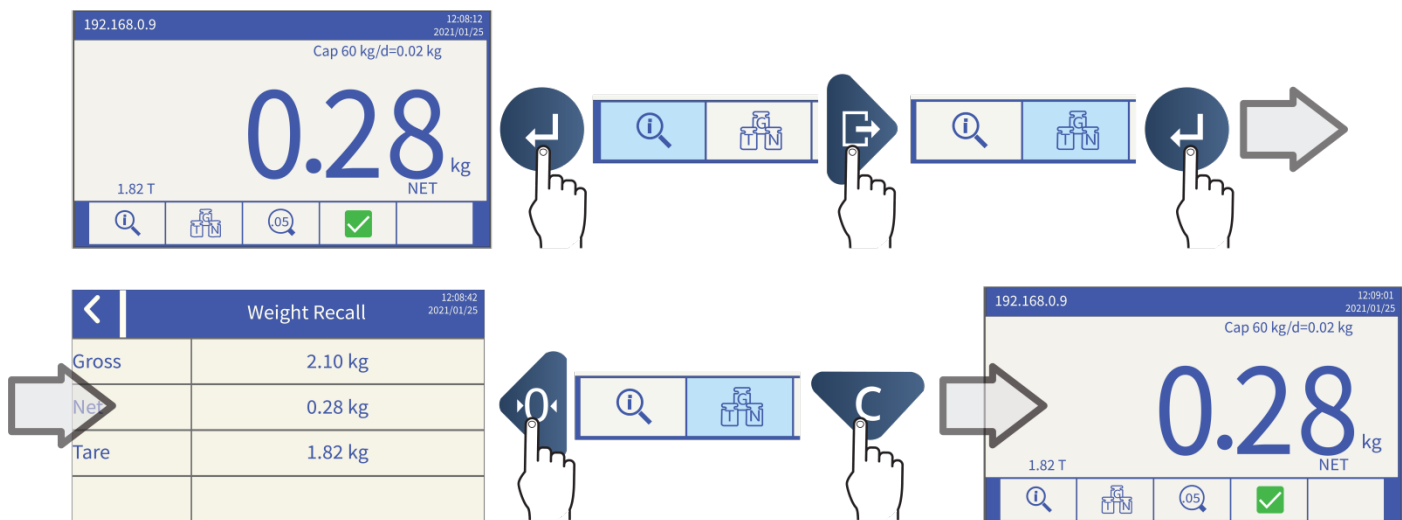 192.168.0.9
12:08:12
2021/01/25
Cap 60 kg/d=0.02 kg
0.28 kg
1.82 T
NET
i
G
T N
.05
i
G
T N
i
G
T N
Weight Recall
12:08:42
2021/01/25
Gross 2.10 kg
Net 0.28 kg
Tare 1.82 kg
0
i
G
T N
C
192.168.0.9
12:09:01
2021/01/25
Cap 60 kg/d=0.02 kg
0.28 kg
1.82 T
NET
i
G
T N
.05